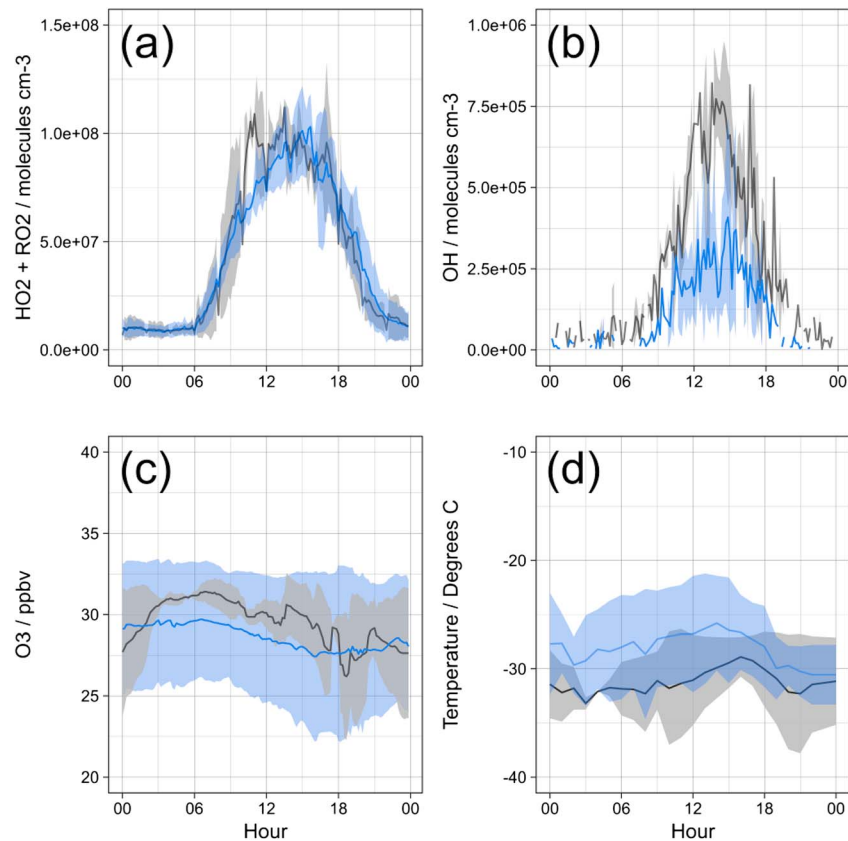 (a)
HO2 + RO2 / molecules cm-3
1.5e+08
1.0e+08
5.0e+07
0.0e+00
00 06 12 18 00
(b)
OH / molecules cm-3
1.0e+06
7.5e+05
5.0e+05
2.5e+05
0.0e+00
00 06 12 18 00
(c)
O3 / ppbv
40
35
30
25
20
00 06 12 18 00
Hour
(d)
Temperature / Degrees C
-10
-20
-30
-40
00 06 12 18 00
Hour